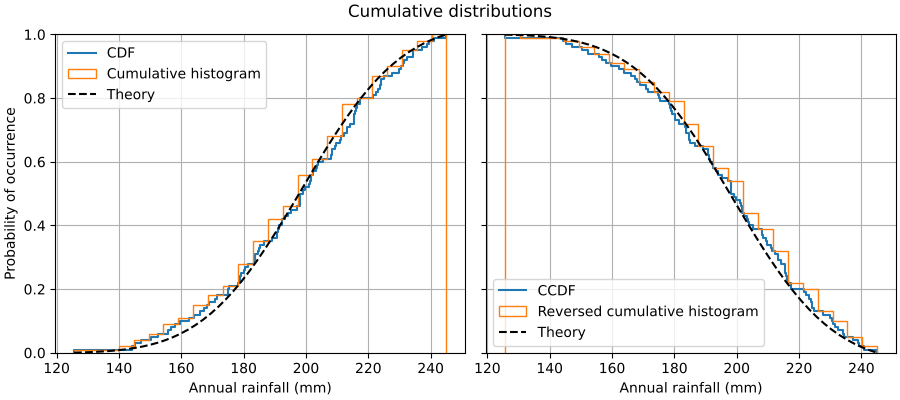 Cumulative distributions
Probability of occurrence
1.0
0.8
0.6
0.4
0.2
0.0
CDF
Cumulative histogram
Theory
120 140 160 180 200 220 240
Annual rainfall (mm)
CCDF
Reversed cumulative histogram
Theory
120 140 160 180 200 220 240
Annual rainfall (mm)